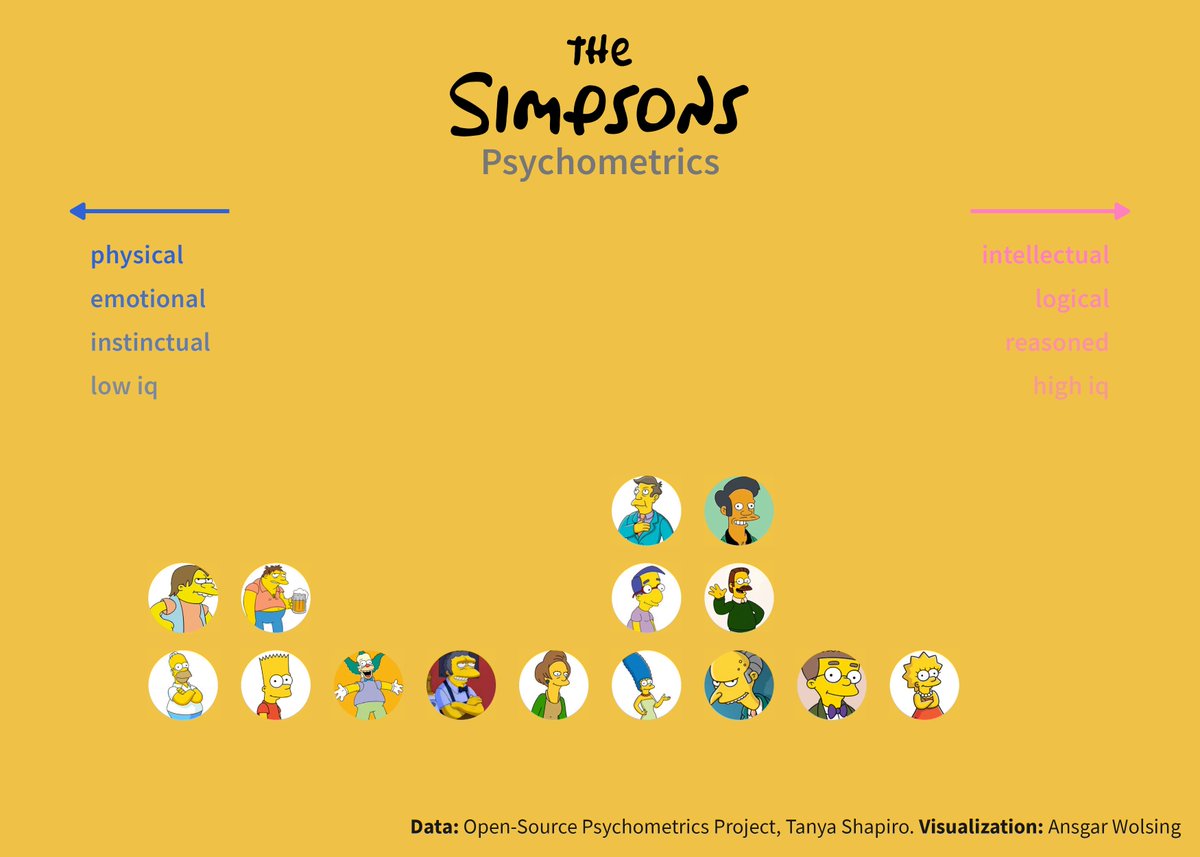 THE
SIMPSONS
Psychometrics
physical
emotional
instinctual
low iq
intellectual
logical
reasoned
high iq
Data: Open-Source Psychometrics Project, Tanya Shapiro. Visualization: Ansgar Wolsing